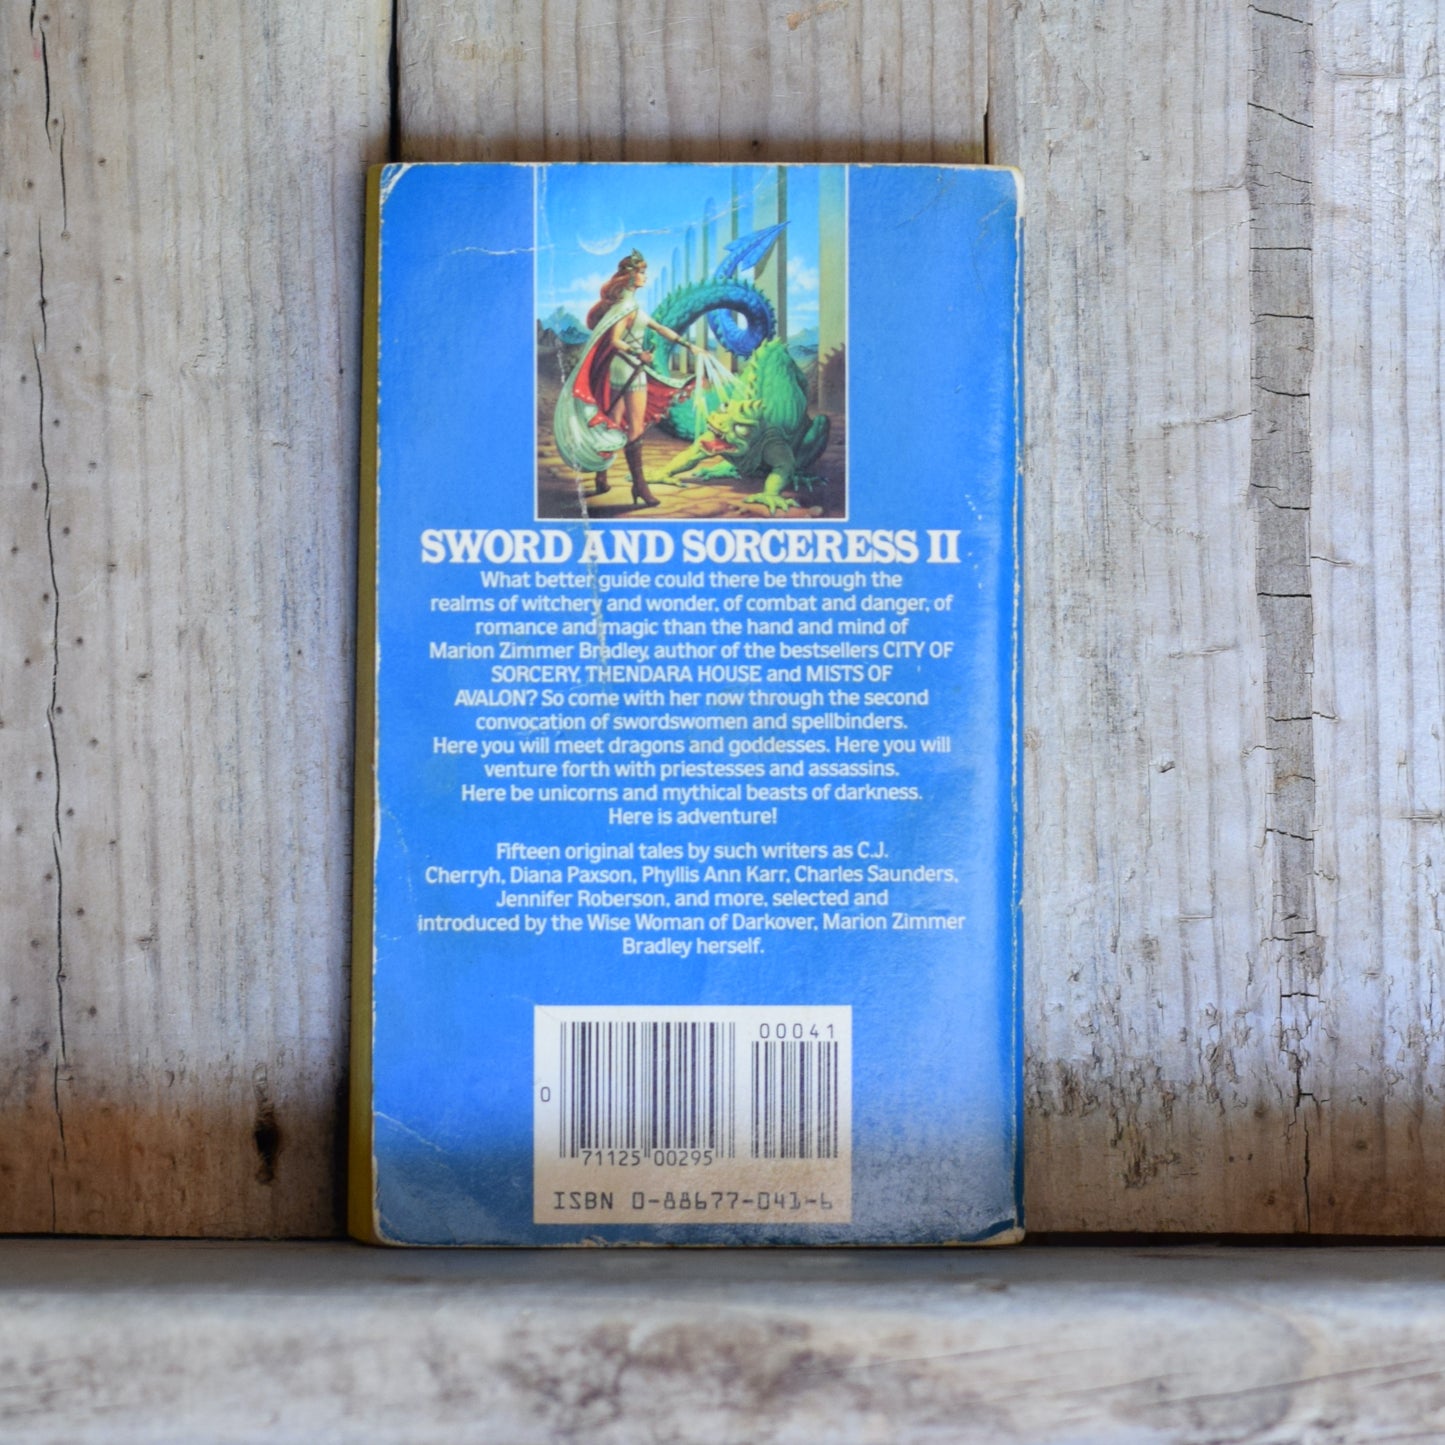 SWORD AND SORCERESS II
What better guide could there be through the
realms of witchery and wonder, of combat and danger, of
romance and magic than the hand and mind of
Marion Zimmer Bradley, author of the bestsellers CITY OF
SORCERY, THENDARA HOUSE and MISTS OF
AVALON? So come with her now through the second
convocation of swordswomen and spellbinders.
Here you will meet dragons and goddesses. Here you will
venture forth with priestesses and assassins.
Here be unicorns and mythical beasts of darkness.
Here is adventure!
Fifteen original tales by such writers as C.J.
Cherryh, Diana Paxson, Phyllis Ann Karr, Charles Saunders,
Jennifer Roberson, and more, selected and
introduced by the Wise Woman of Darkover, Marion Zimmer
Bradley herself.
00041
0
71125 00295
ISBN 0-88677-041-6